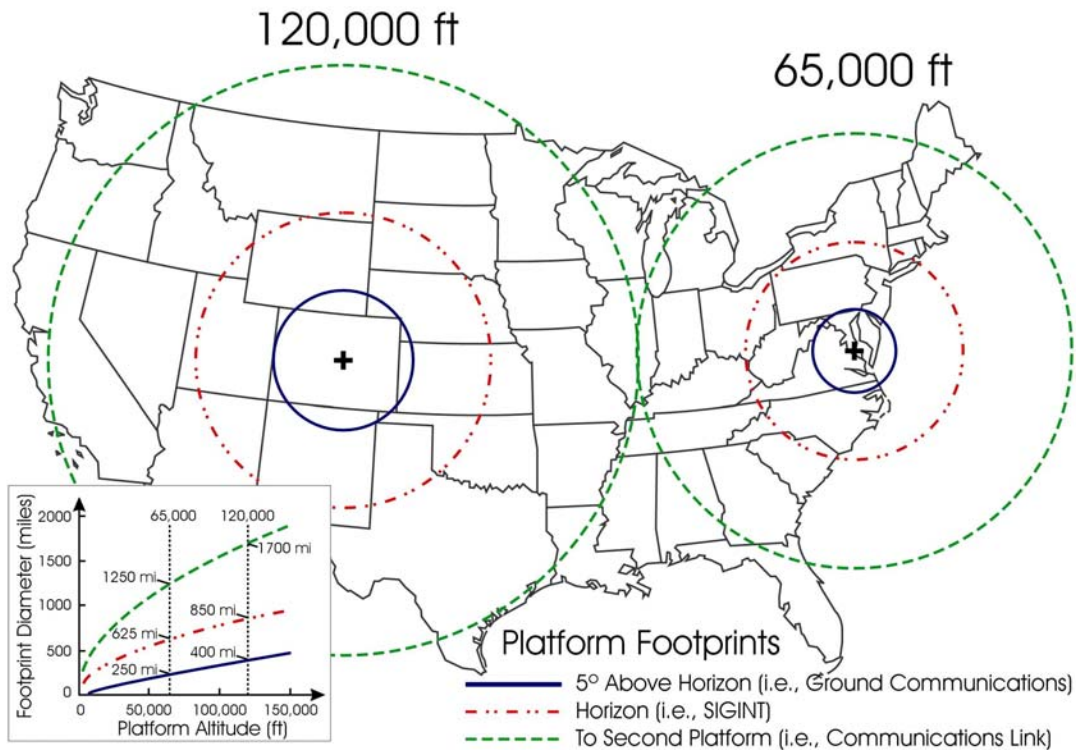 120,000 ft
65,000 ft
Footprint Diameter (miles)
2000
1500
1000
500
0
65,000
120,000
1250 mi
1700 mi
625 mi
850 mi
250 mi
400 mi
0
50,000
100,000
150,000
Platform Altitude (ft)
Platform Footprints
5° Above Horizon (i.e., Ground Communications)
Horizon (i.e., SIGINT)
To Second Platform (i.e., Communications Link)